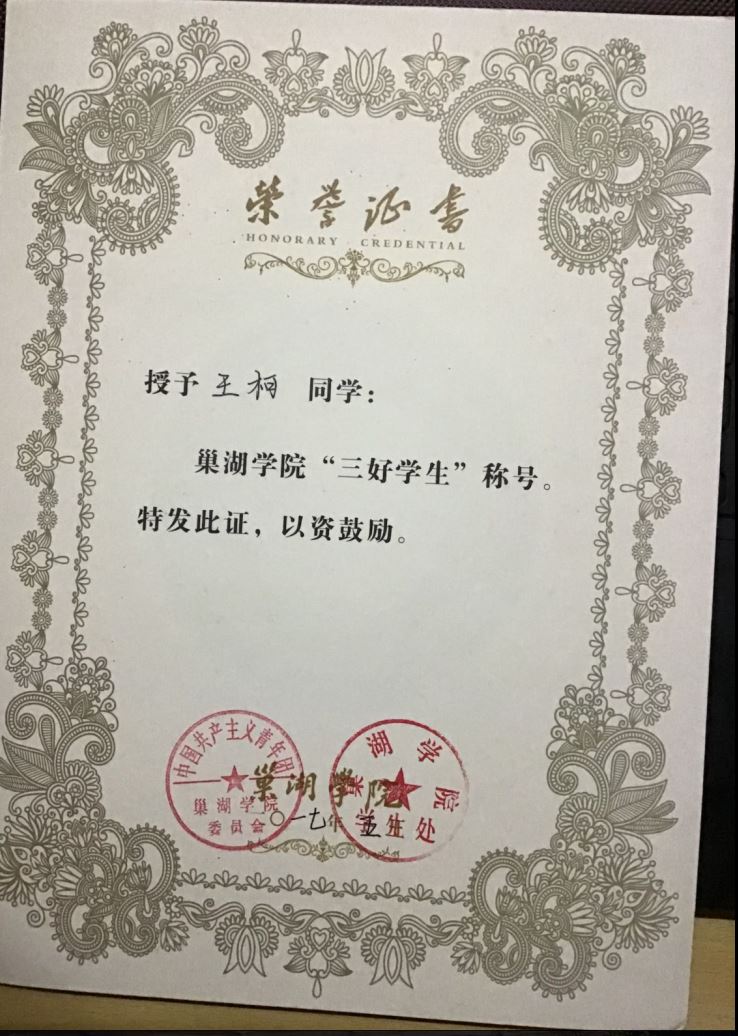 荣誉证书
HONORARY CREDENTIAL
授予 王柯 同学：
巢湖学院“三好学生”称号。
特发此证，以资鼓励。
中国共产主义青年团
巢湖学院
委员会
巢湖学院
学生处
巢湖學院
〇一七年 五月